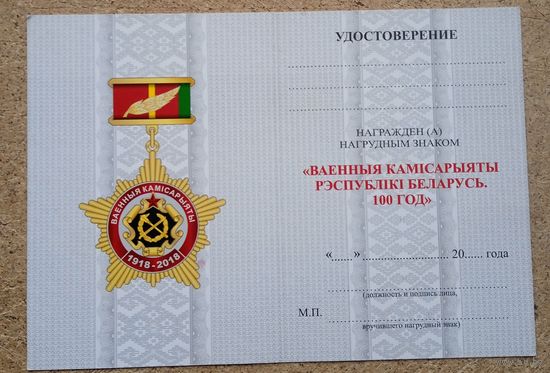 ВАЕННЫЯ КАМІСАРЫЯТЫ
1918-2018
УДОСТОВЕРЕНИЕ
НАГРАЖДЕН (А)
НАГРУДНЫМ ЗНАКОМ
«ВАЕННЫЯ КАМІСАРЫЯТЫ
РЭСПУБЛІКІ БЕЛАРУСЬ.
100 ГОД»
«......» ............................ 20...... года
(должность и подпись лица,
М.П.
вручившего нагрудный знак)